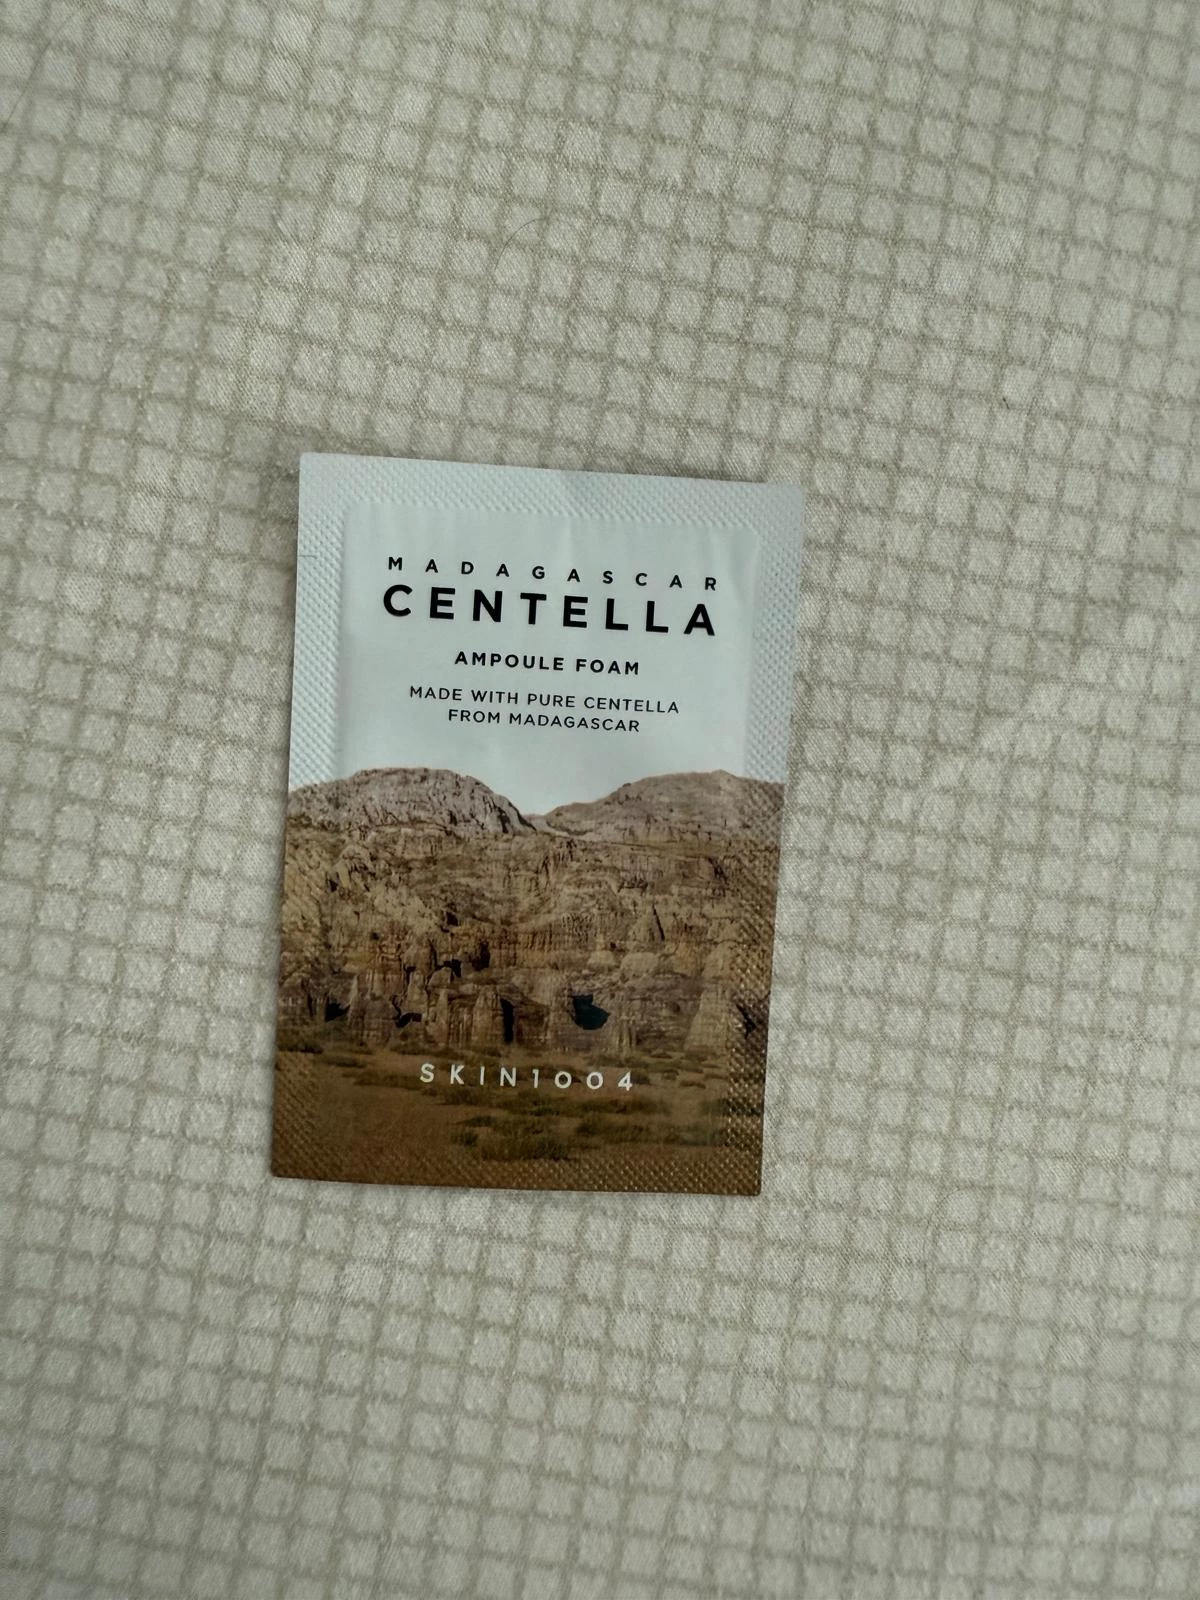 MADAGASCAR
CENTELLA
AMPOULE FOAM
MADE WITH PURE CENTELLA
FROM MADAGASCAR
SKIN1004